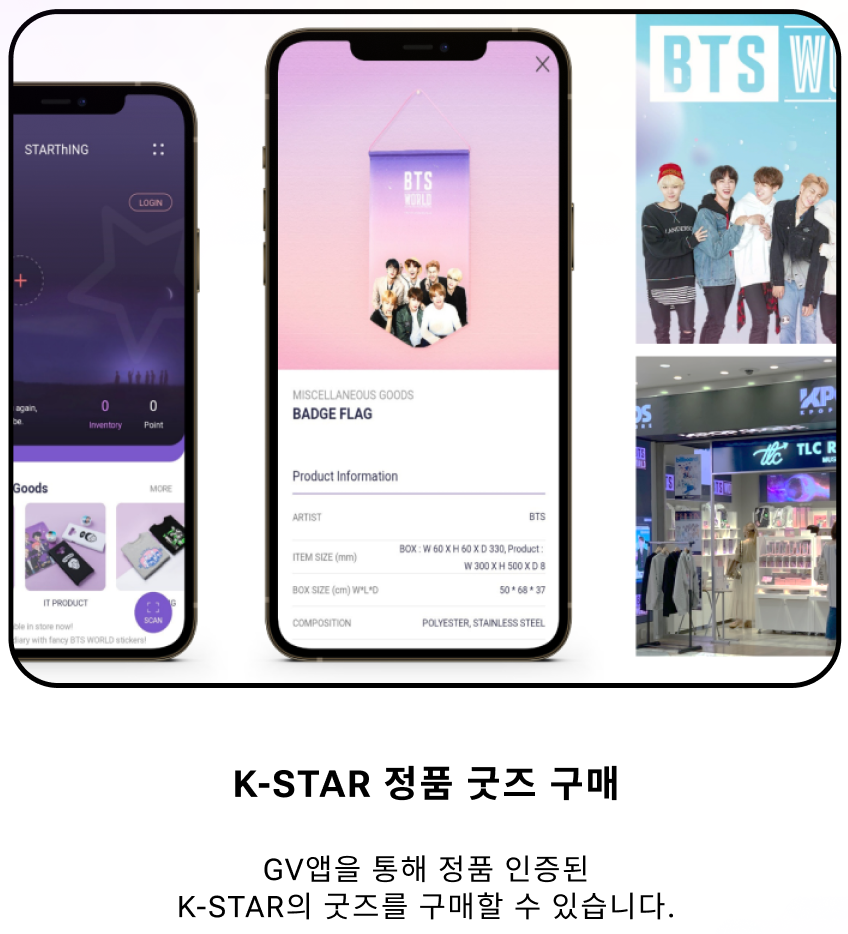 STARThING
LOGIN
again,
be.
0
0
Inventory
Point
Goods
MORE
IT PRODUCT
SCAN
ble in store now!
diary with fancy BTS WORLD stickers!
BTS
WORLD
MISCELLANEOUS GOODS
BADGE FLAG
Product Information
ARTIST
BTS
ITEM SIZE (mm)
BOX : W 60 X H 60 X D 330, Product :
W 300 X H 500 X D 8
BOX SIZE (cm) W*L*D
50 * 68 * 37
COMPOSITION
POLYESTER, STAINLESS STEEL
BTS W
KP
KPOP
tlc
TLC R
K-STAR 정품 굿즈 구매
GV앱을 통해 정품 인증된
K-STAR의 굿즈를 구매할 수 있습니다.